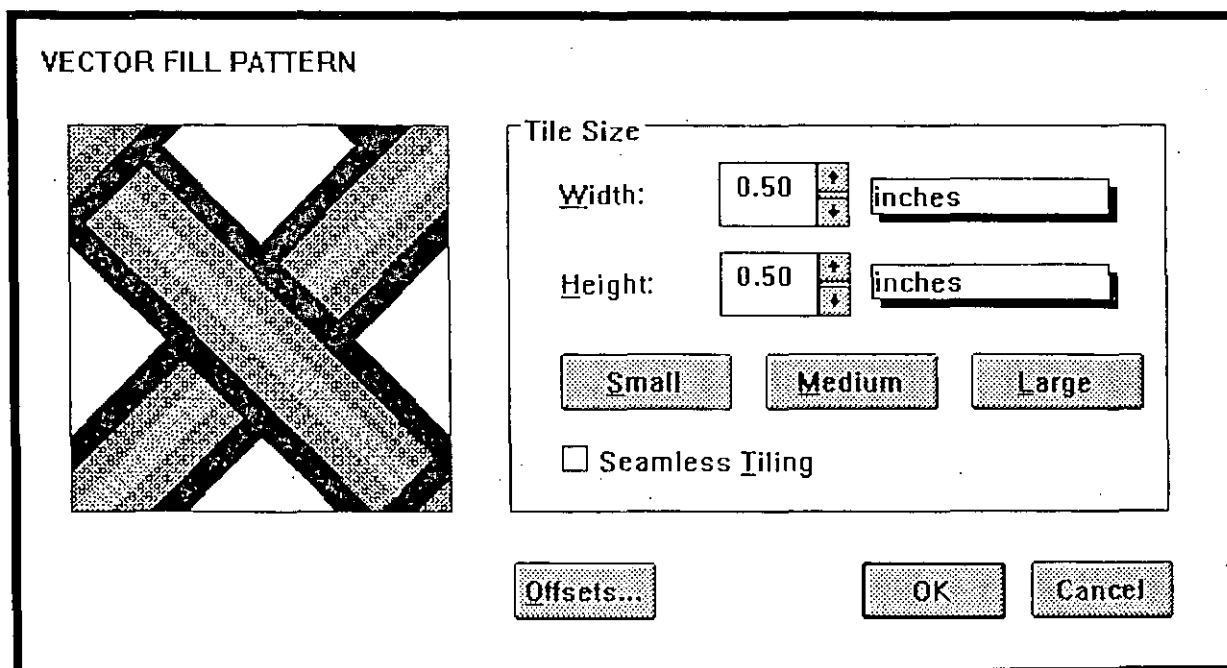 VECTOR FILL PATTERN
Tile Size
Width: 0.50 inches
Height: 0.50 inches
Small Medium Large
Seamless Tiling
Offsets... OK Cancel